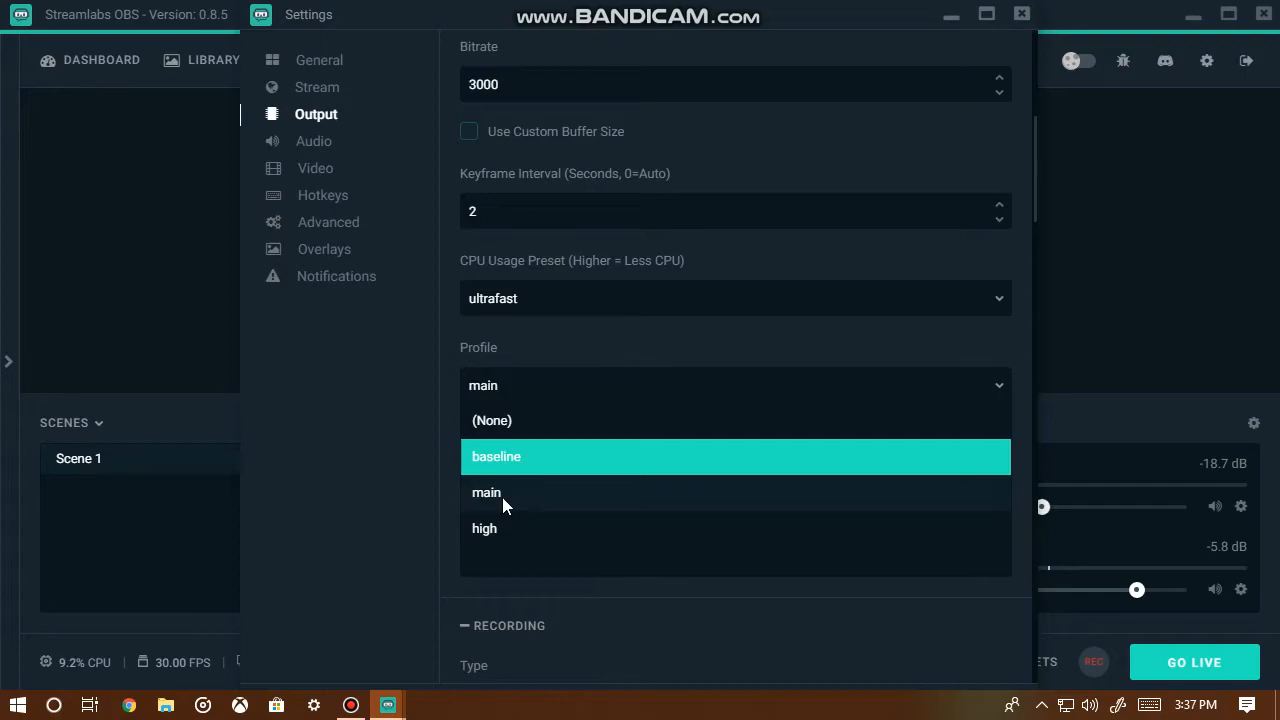 Streamlabs OBS - Version: 0.8.5
Settings
www.BANDICAM.com
DASHBOARD
LIBRARY
General
Stream
Output
Audio
Video
Hotkeys
Advanced
Overlays
Notifications
Bitrate
3000
Use Custom Buffer Size
Keyframe Interval (Seconds, 0=Auto)
2
CPU Usage Preset (Higher = Less CPU)
ultrafast
Profile
main
(None)
baseline
main
high
RECORDING
Type
SCENES
Scene 1
-18.7 dB
-5.8 dB
9.2% CPU
30.00 FPS
ETS
REC
GO LIVE
3:37 PM